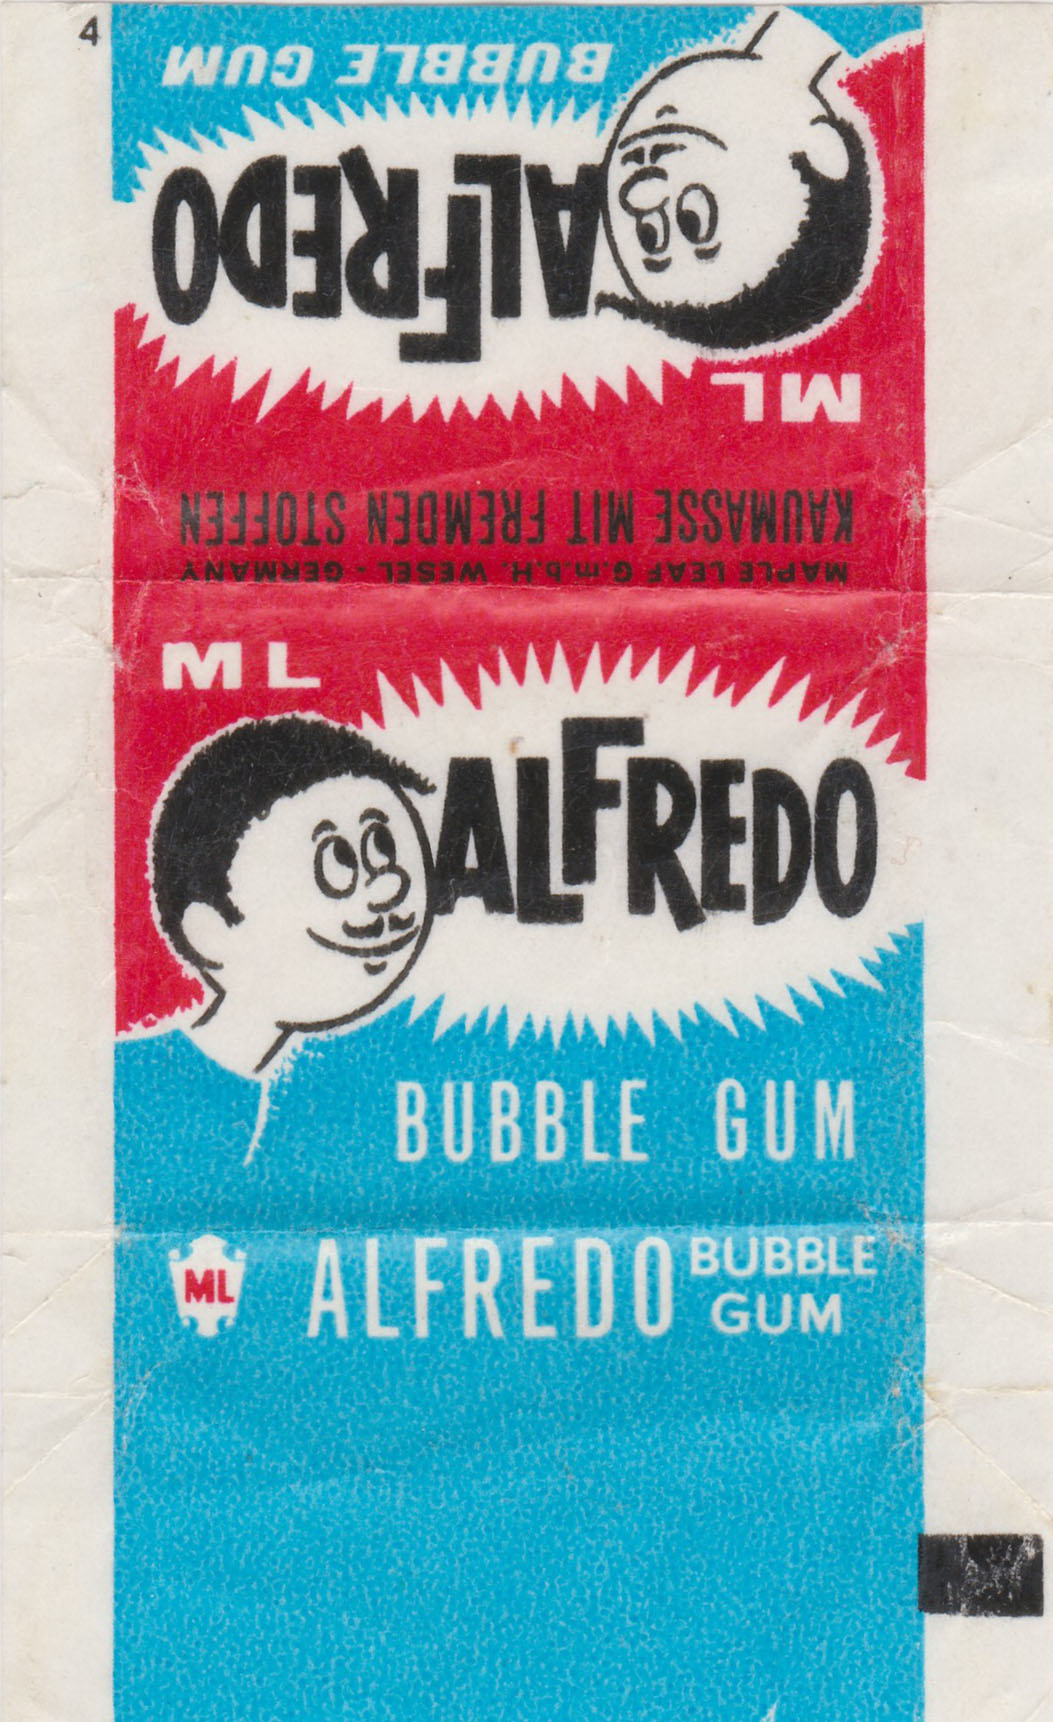 4
BUBBLE GUM
ALFREDO
ML
KAUMASSE MIT FREMDEN STOFFEN
MAPLE LEAF G.m.b.H. WESEL - GERMANY
ML
ALFREDO
BUBBLE GUM
ML ALFREDO BUBBLE GUM